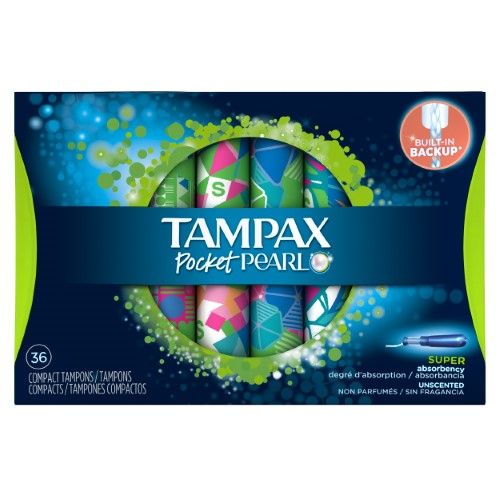 BUILT-IN
BACKUP*
S
TAMPAX
Pocket PEARL
S
36
COMPACT TAMPONS / TAMPONS
COMPACTS / TAMPONES COMPACTOS
SUPER
absorbency
degré d'absorption / absorbancia
UNSCENTED
NON PARFUMÉS / SIN FRAGANCIA